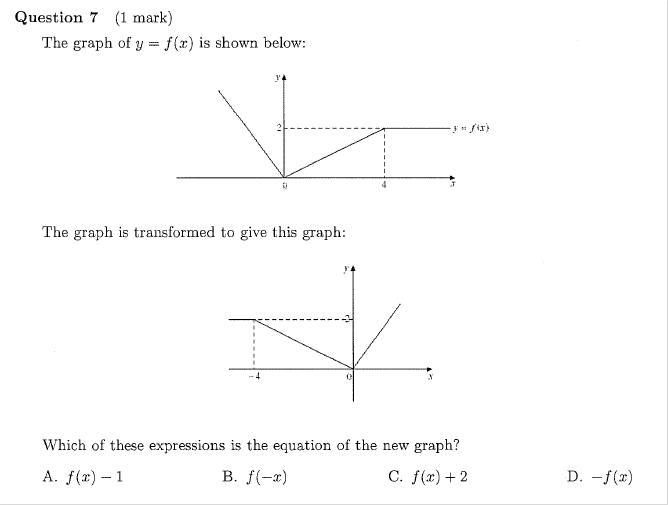 Question 7 (1 mark)
The graph of y = f(x) is shown below:
y
2
y = f(x)
0
4
x
The graph is transformed to give this graph:
y
2
-4
0
x
Which of these expressions is the equation of the new graph?
A. f(x) − 1 B. f(−x) C. f(x) + 2 D. −f(x)